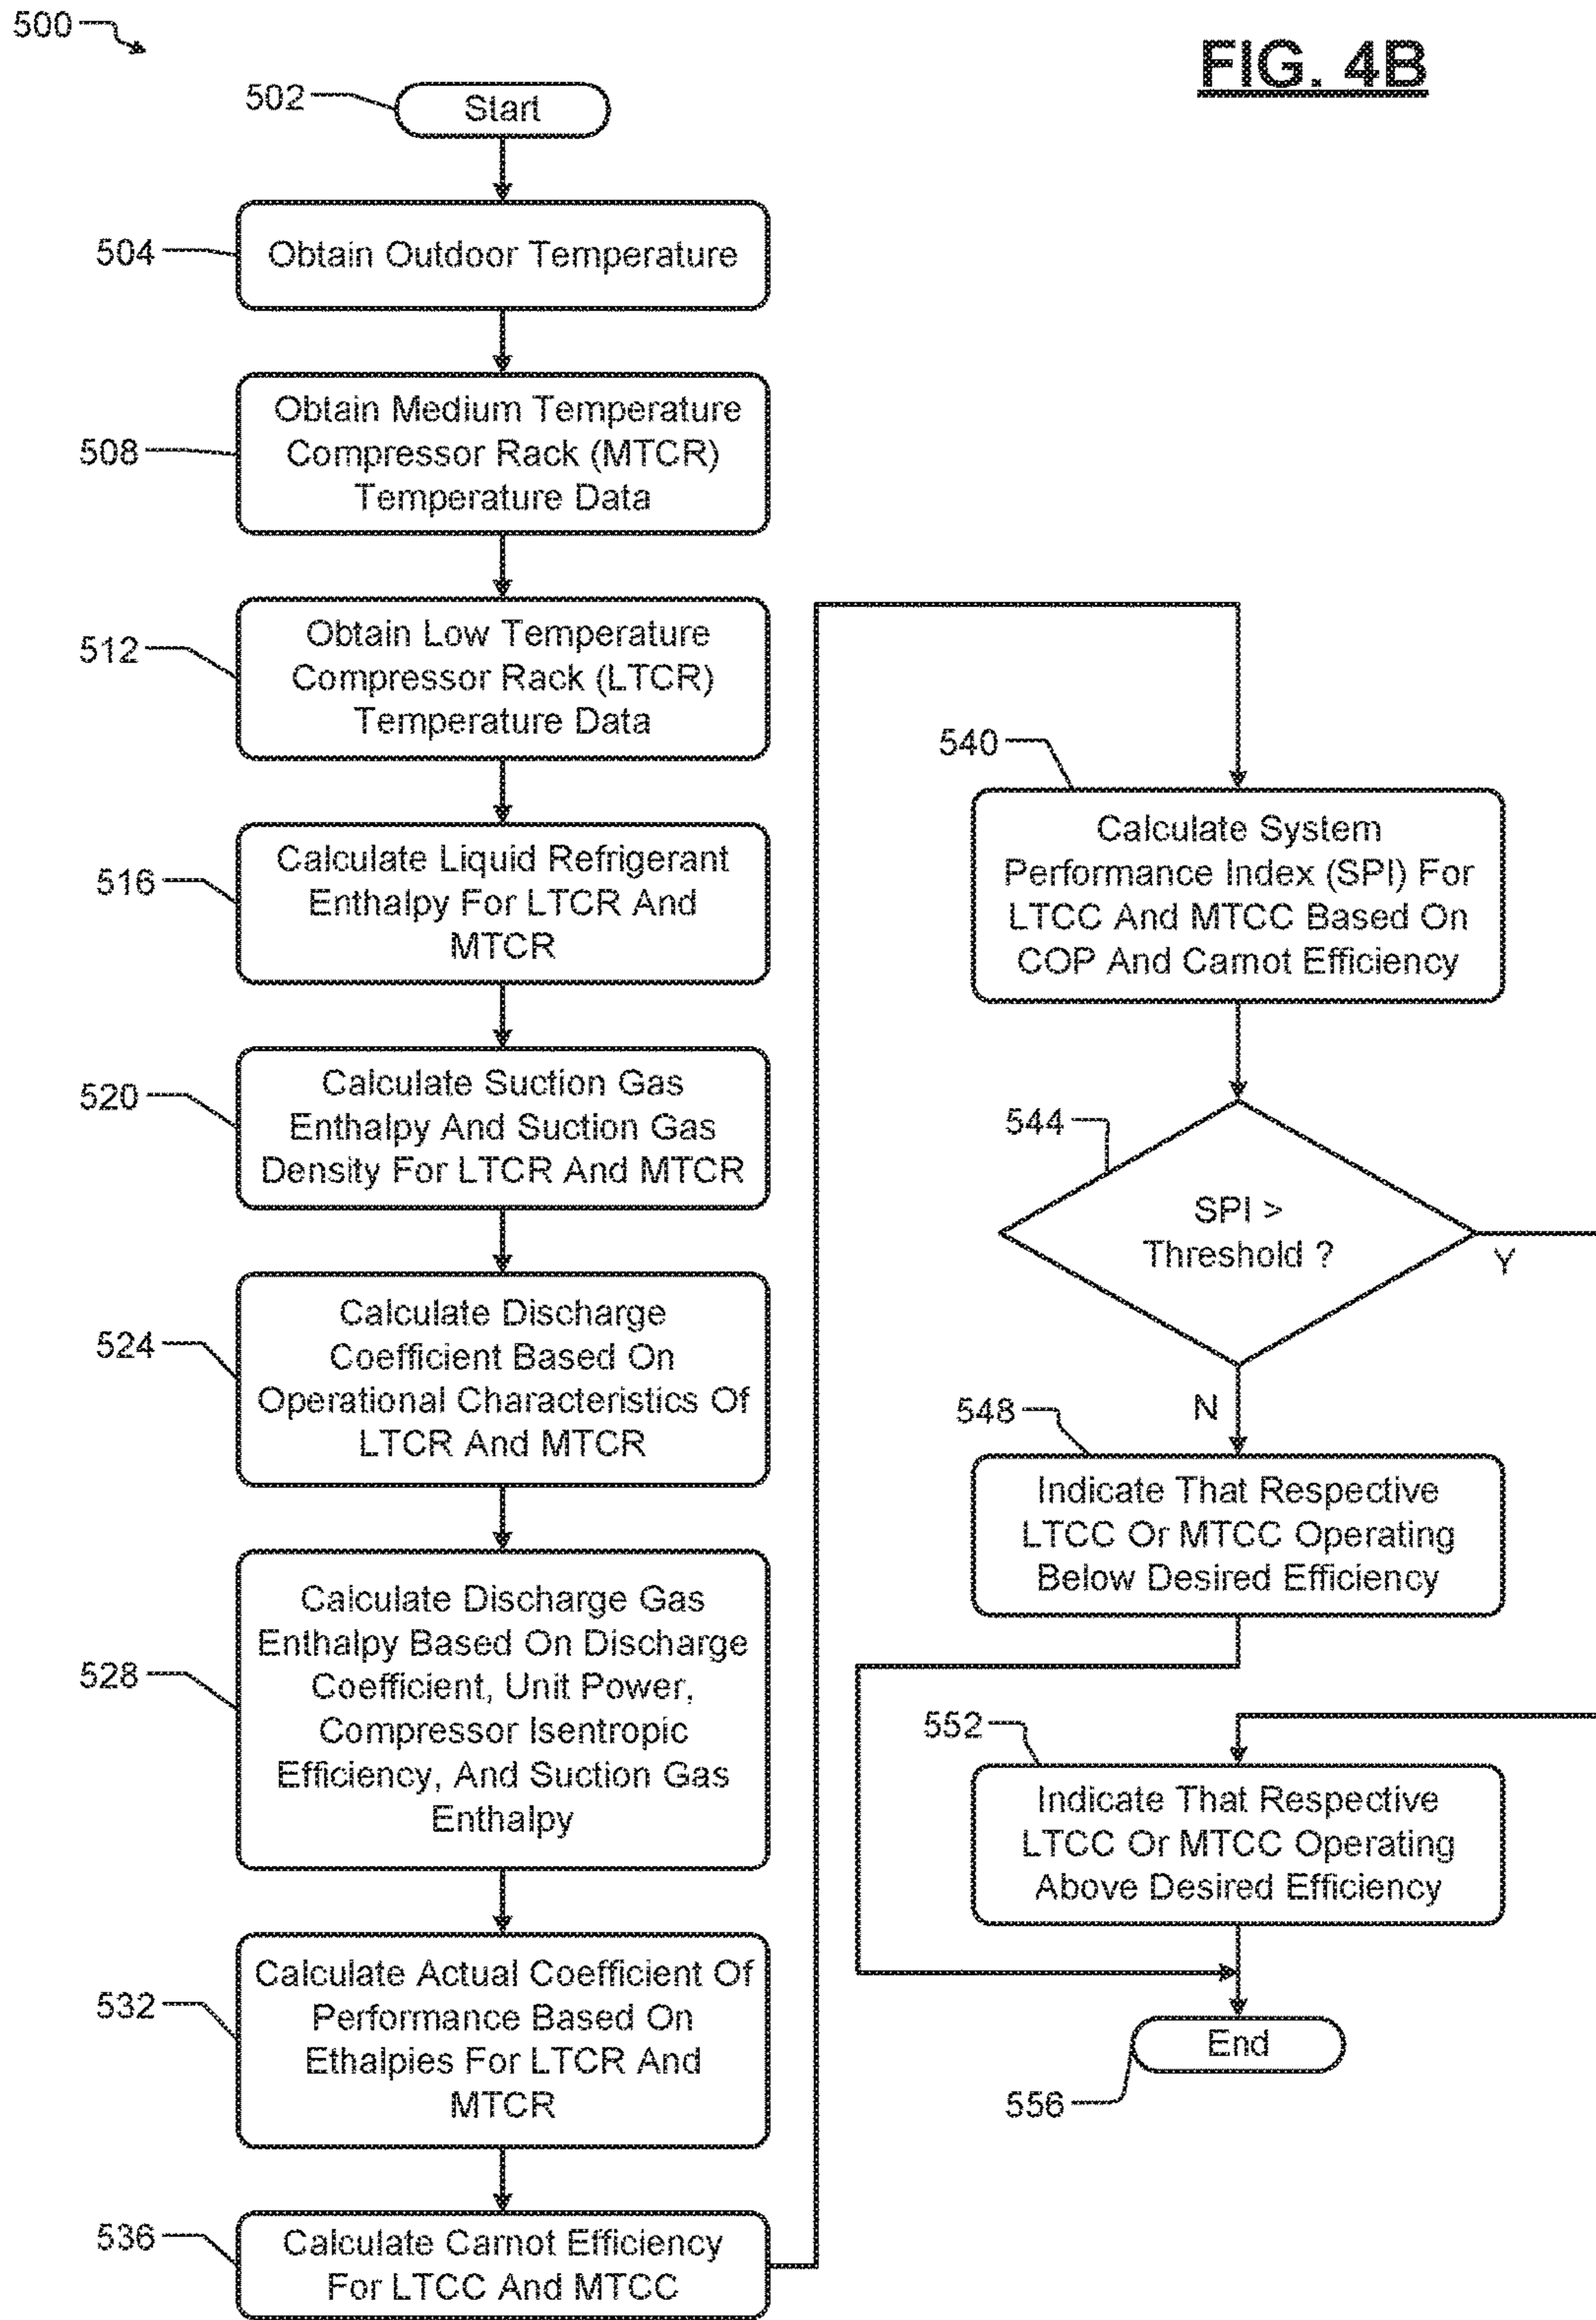 500
FIG. 4B
502
Start
504
Obtain Outdoor Temperature
508
Obtain Medium Temperature
Compressor Rack (MTCR)
Temperature Data
512
Obtain Low Temperature
Compressor Rack (LTCR)
Temperature Data
516
Calculate Liquid Refrigerant
Enthalpy For LTCR And
MTCR
520
Calculate Suction Gas
Enthalpy And Suction Gas
Density For LTCR And MTCR
524
Calculate Discharge
Coefficient Based On
Operational Characteristics Of
LTCR And MTCR
528
Calculate Discharge Gas
Enthalpy Based On Discharge
Coefficient, Unit Power,
Compressor Isentropic
Efficiency, And Suction Gas
Enthalpy
532
Calculate Actual Coefficient Of
Performance Based On
Ethalpies For LTCR And
MTCR
536
Calculate Carnot Efficiency
For LTCC And MTCC
540
Calculate System
Performance Index (SPI) For
LTCC And MTCC Based On
COP And Carnot Efficiency
544
SPI >
Threshold ?
Y
N
548
Indicate That Respective
LTCC Or MTCC Operating
Below Desired Efficiency
552
Indicate That Respective
LTCC Or MTCC Operating
Above Desired Efficiency
End
556